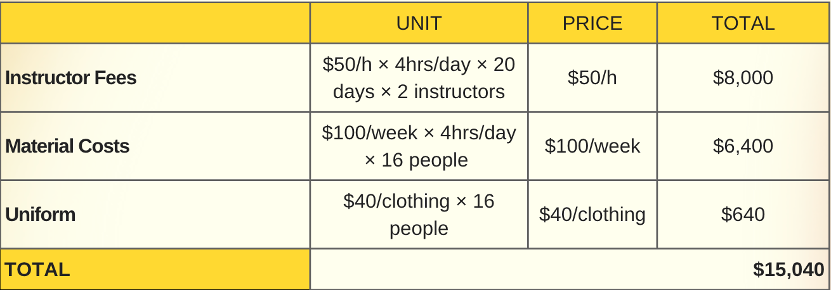 UNIT PRICE TOTAL
Instructor Fees
$50/h × 4hrs/day × 20
days × 2 instructors
$50/h
$8,000
Material Costs
$100/week × 4hrs/day
× 16 people
$100/week
$6,400
Uniform
$40/clothing × 16
people
$40/clothing
$640
TOTAL
$15,040